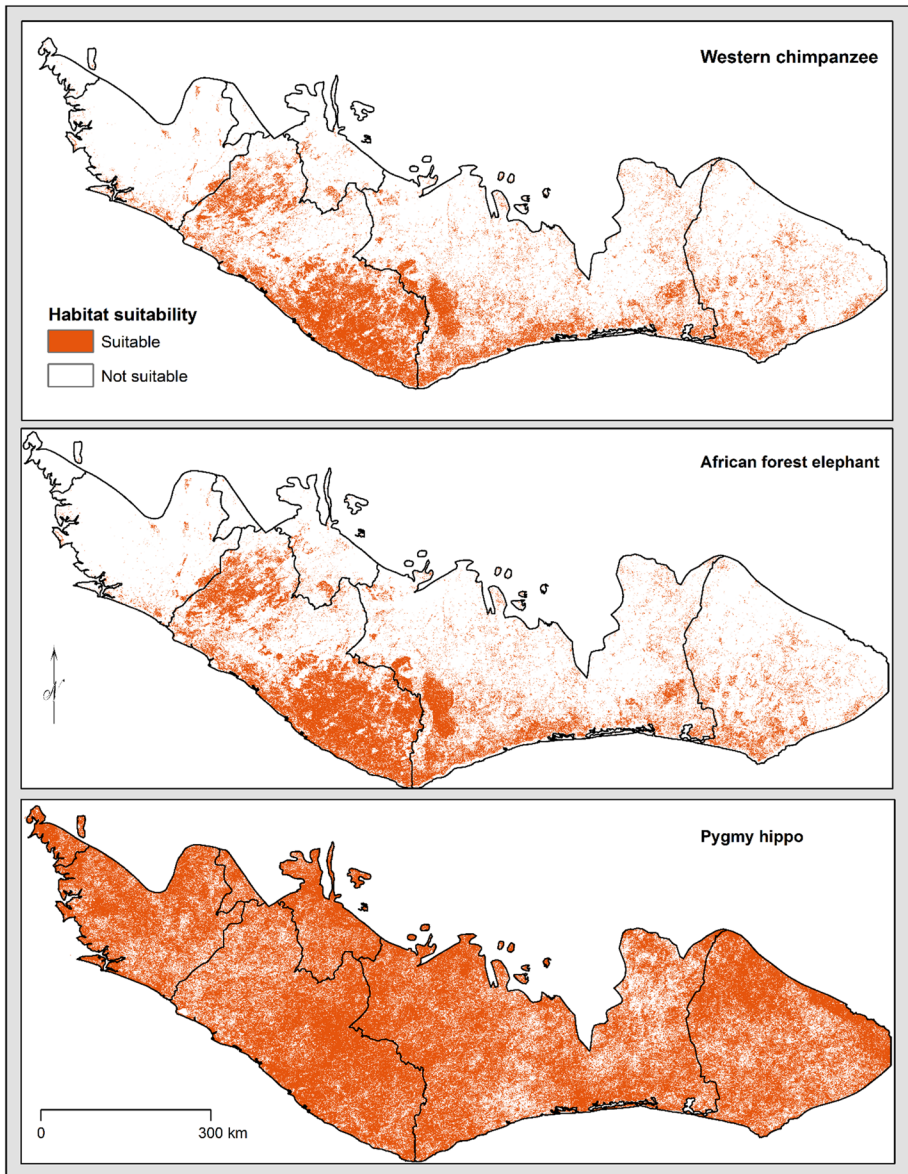 Western chimpanzee
Habitat suitability
Suitable
Not suitable
African forest elephant
N
Pygmy hippo
0 300 km